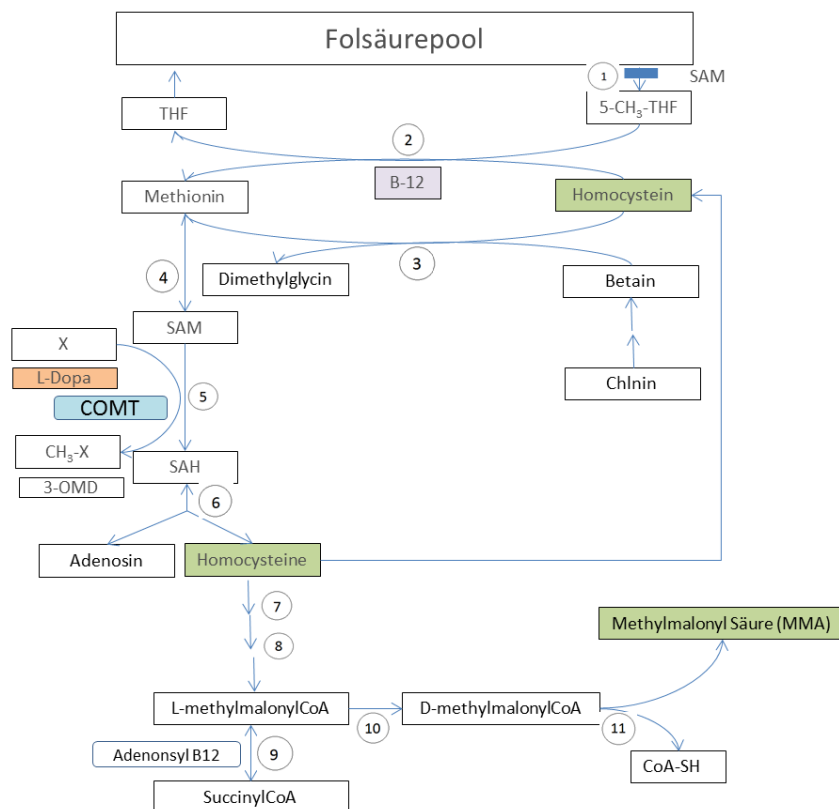 Folsäurepool
1
SAM
THF
5-CH₃-THF
2
B-12
Methionin
Homocystein
3
4
Dimethylglycin
Betain
SAM
X
L-Dopa
Chlnin
5
COMT
CH₃-X
SAH
3-OMD
6
Adenosin
Homocysteine
7
8
Methylmalonyl Säure (MMA)
L-methylmalonylCoA
D-methylmalonylCoA
10
11
Adenonsyl B12
9
CoA-SH
SuccinylCoA